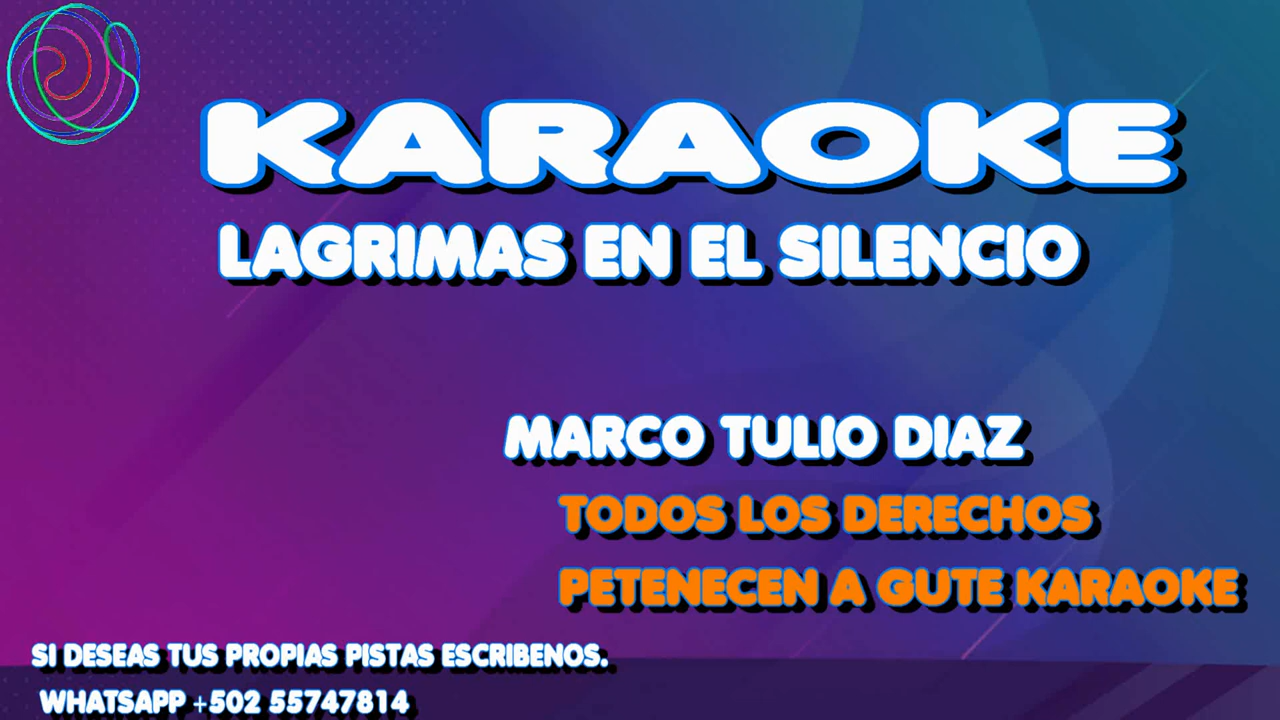 KARAOKE
LAGRIMAS EN EL SILENCIO
MARCO TULIO DIAZ
TODOS LOS DERECHOS
PETENECEN A GUTE KARAOKE
SI DESEAS TUS PROPIAS PISTAS ESCRIBENOS.
WHATSAPP +502 55747814